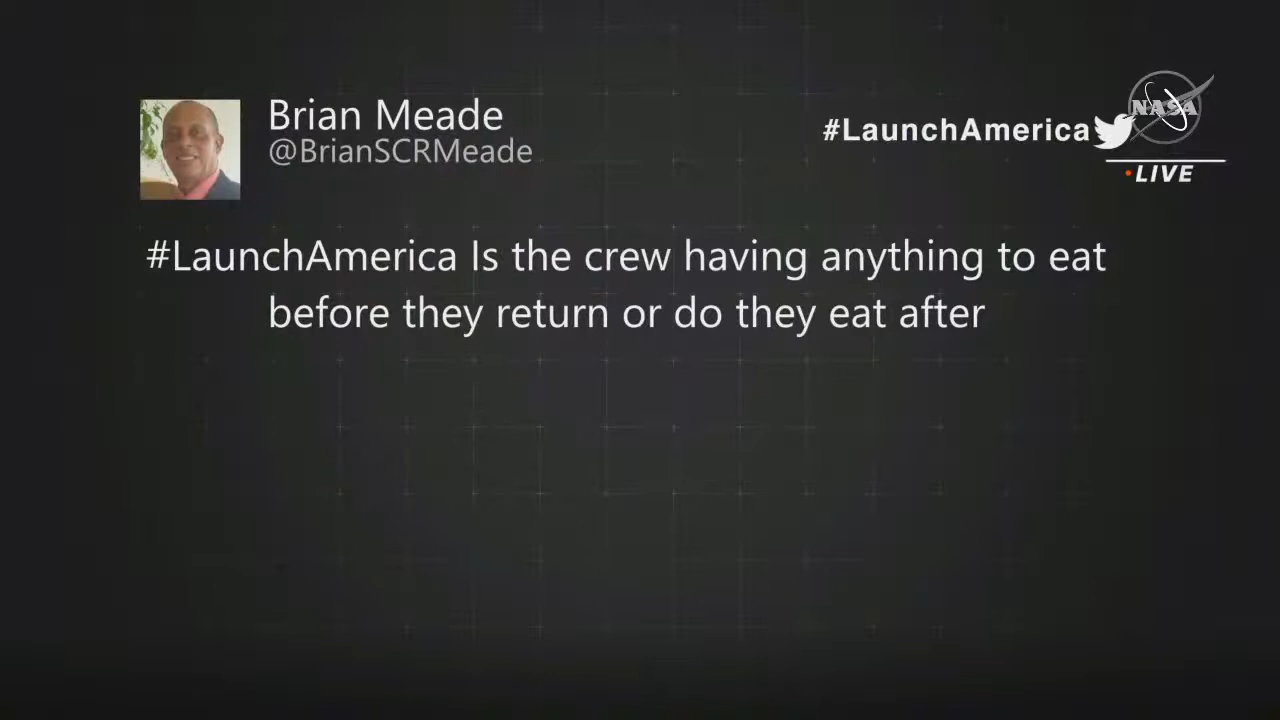 Brian Meade
@BrianSCRMeade
#LaunchAmerica
NASA
LIVE
#LaunchAmerica Is the crew having anything to eat
before they return or do they eat after